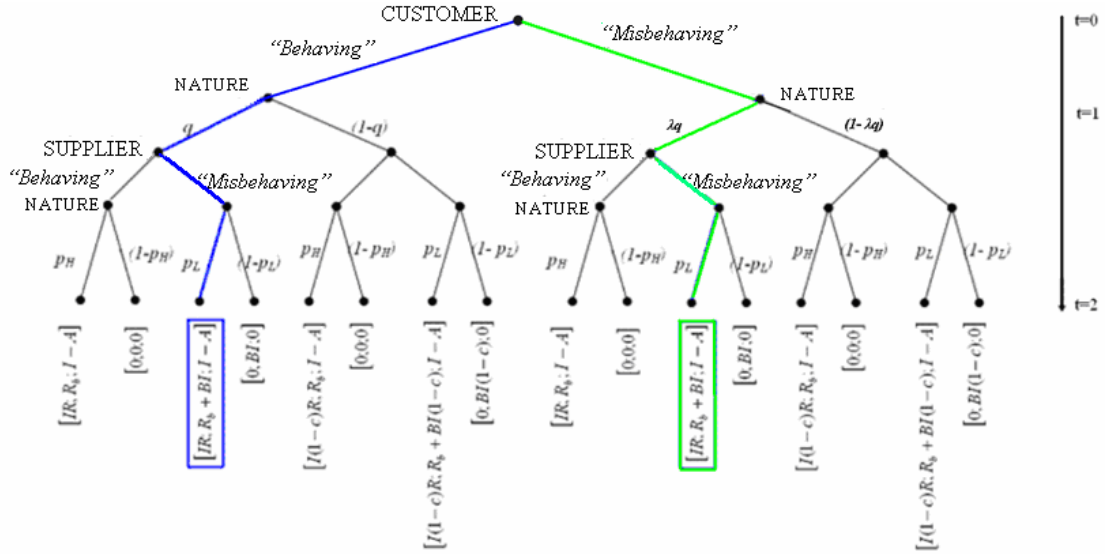 CUSTOMER
t=0
"Behaving"
"Misbehaving"
NATURE
NATURE
t=1
q
(1-q)
λq
(1- λq)
SUPPLIER
SUPPLIER
"Behaving"
"Misbehaving"
"Behaving"
"Misbehaving"
NATURE
NATURE
p_H
(1-p_H)
p_L
(1-p_L)
p_H
(1-p_H)
p_L
(1-p_L)
p_H
(1-p_H)
p_L
(1-p_L)
p_H
(1-p_H)
p_L
(1-p_L)
t=2
[IR; R_b; I-A]
[0;0;0]
[IR; R_b + BI; I-A]
[0; BI; 0]
[I(1-c)R; R_b; I-A]
[0;0;0]
[I(1-c)R; R_b + BI(1-c); I-A]
[0; BI(1-c); 0]
[IR; R_b; I-A]
[0;0;0]
[IR; R_b + BI; I-A]
[0; BI; 0]
[I(1-c)R; R_b; I-A]
[0;0;0]
[I(1-c)R; R_b + BI(1-c); I-A]
[0; BI(1-c); 0]